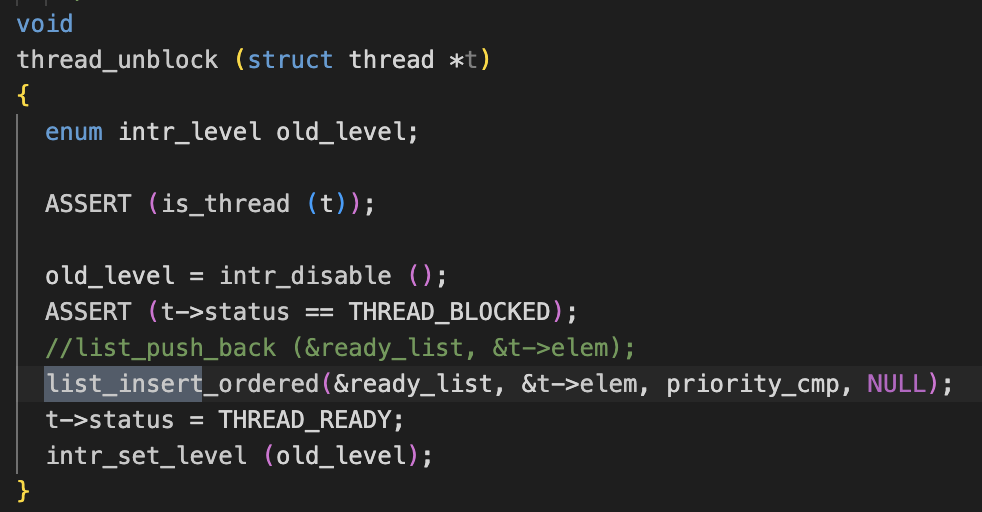 void
thread_unblock (struct thread *t)
{
  enum intr_level old_level;

  ASSERT (is_thread (t));

  old_level = intr_disable ();
  ASSERT (t->status == THREAD_BLOCKED);
  //list_push_back (&ready_list, &t->elem);
  list_insert_ordered(&ready_list, &t->elem, priority_cmp, NULL);
  t->status = THREAD_READY;
  intr_set_level (old_level);
}